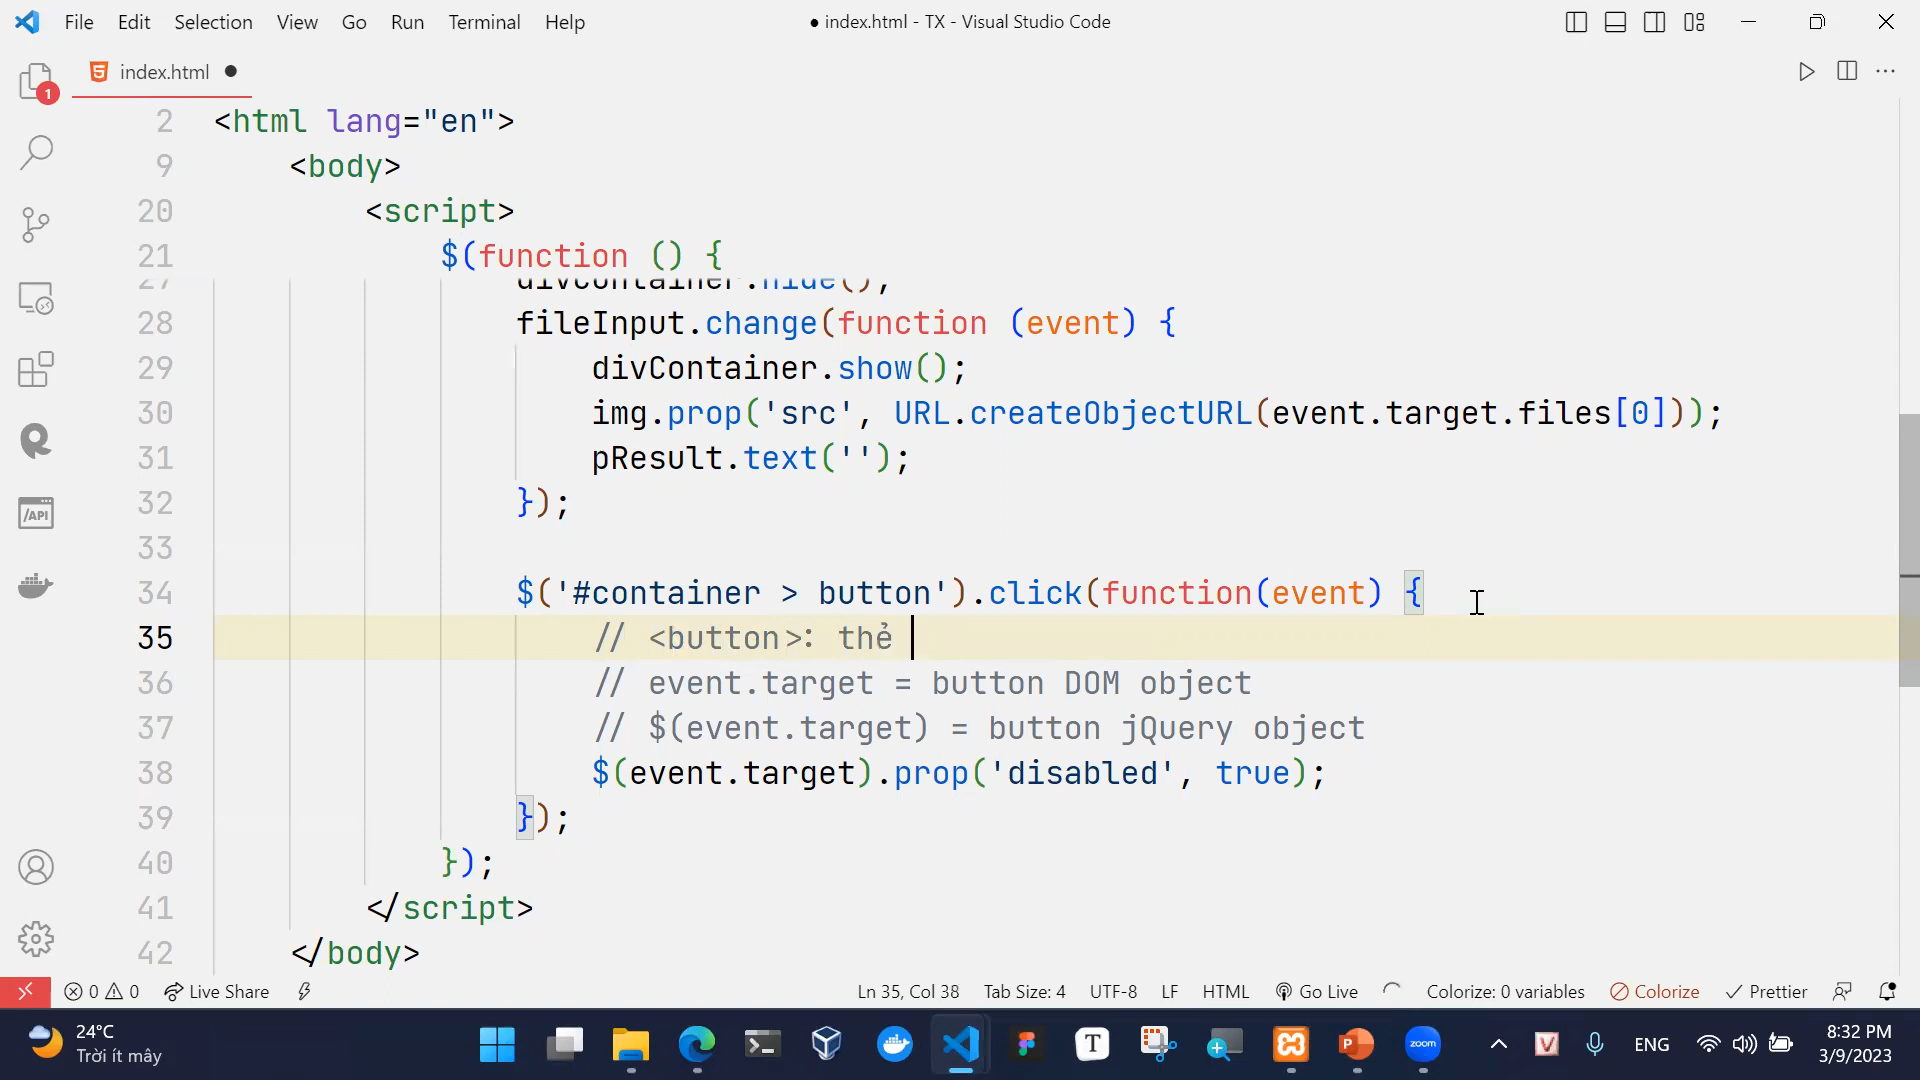 File Edit Selection View Go Run Terminal Help
● index.html - TX - Visual Studio Code
1
index.html ●
2 <html lang="en">
9 <body>
20 <script>
21 $(function () {
27 divContainer.hide();
28 fileInput.change(function (event) {
29 divContainer.show();
30 img.prop('src', URL.createObjectURL(event.target.files[0]));
31 pResult.text('');
32 });
33
34 $('#container > button').click(function(event) {
35 // <button>: thẻ
36 // event.target = button DOM object
37 // $(event.target) = button jQuery object
38 $(event.target).prop('disabled', true);
39 });
40 });
41 </script>
42 </body>
/API
0 0 Live Share Ln 35, Col 38 Tab Size: 4 UTF-8 LF HTML Go Live Colorize: 0 variables Colorize Prettier
24°C
Trời ít mây
T
zoom
V
ENG
8:32 PM
3/9/2023